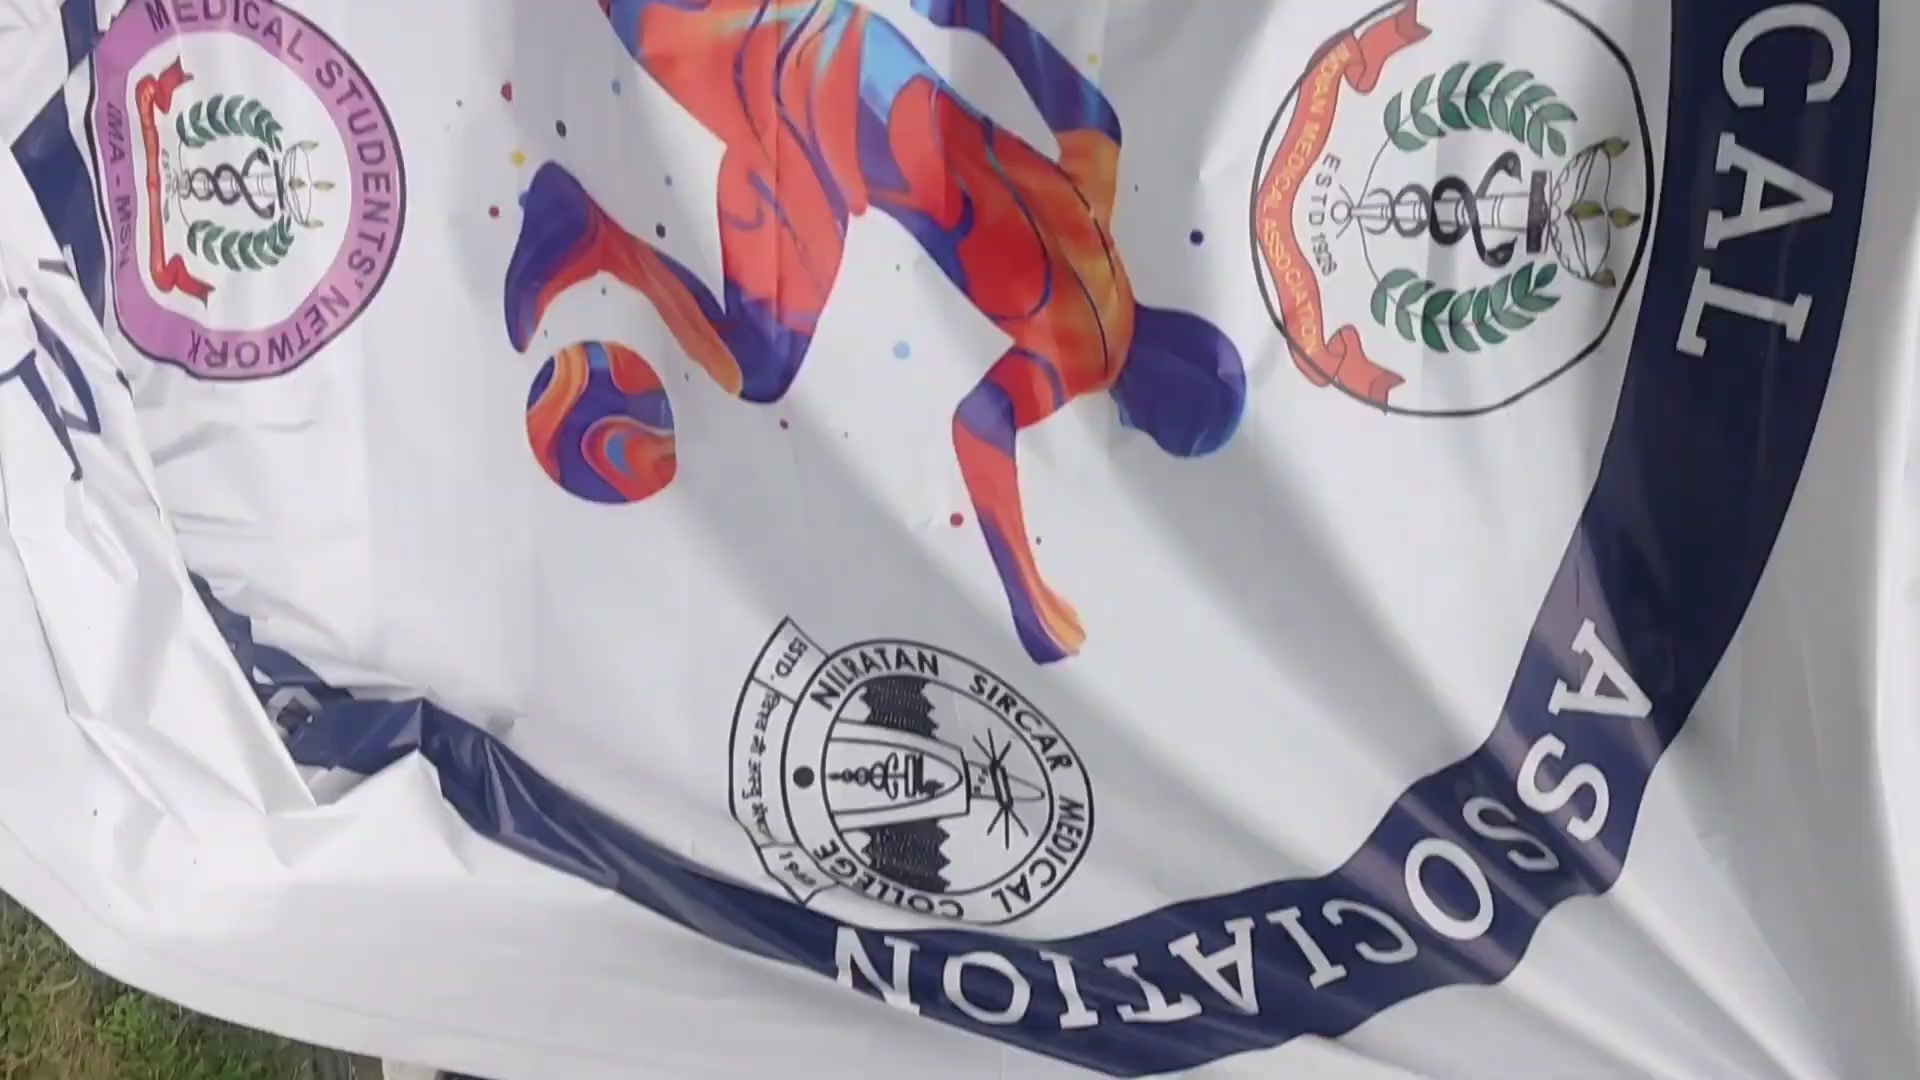 CAL ASSOCIATION
INDIAN MEDICAL ASSOCIATION
ESTD 1928
MEDICAL STUDENTS' NETWORK
IMA - MSN
NILRATAN SIRCAR MEDICAL COLLEGE
ESTD.